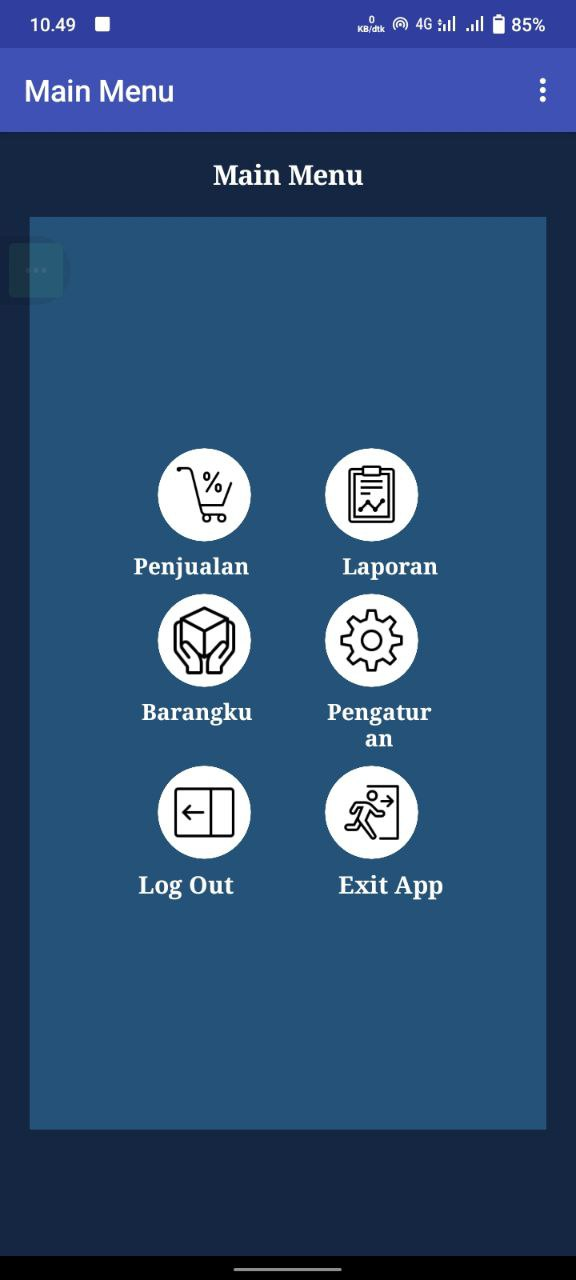 10.49
0
KB/dtk
4G
85%
Main Menu
Main Menu
%
Penjualan
Laporan
Barangku
Pengatur
an
Log Out
Exit App